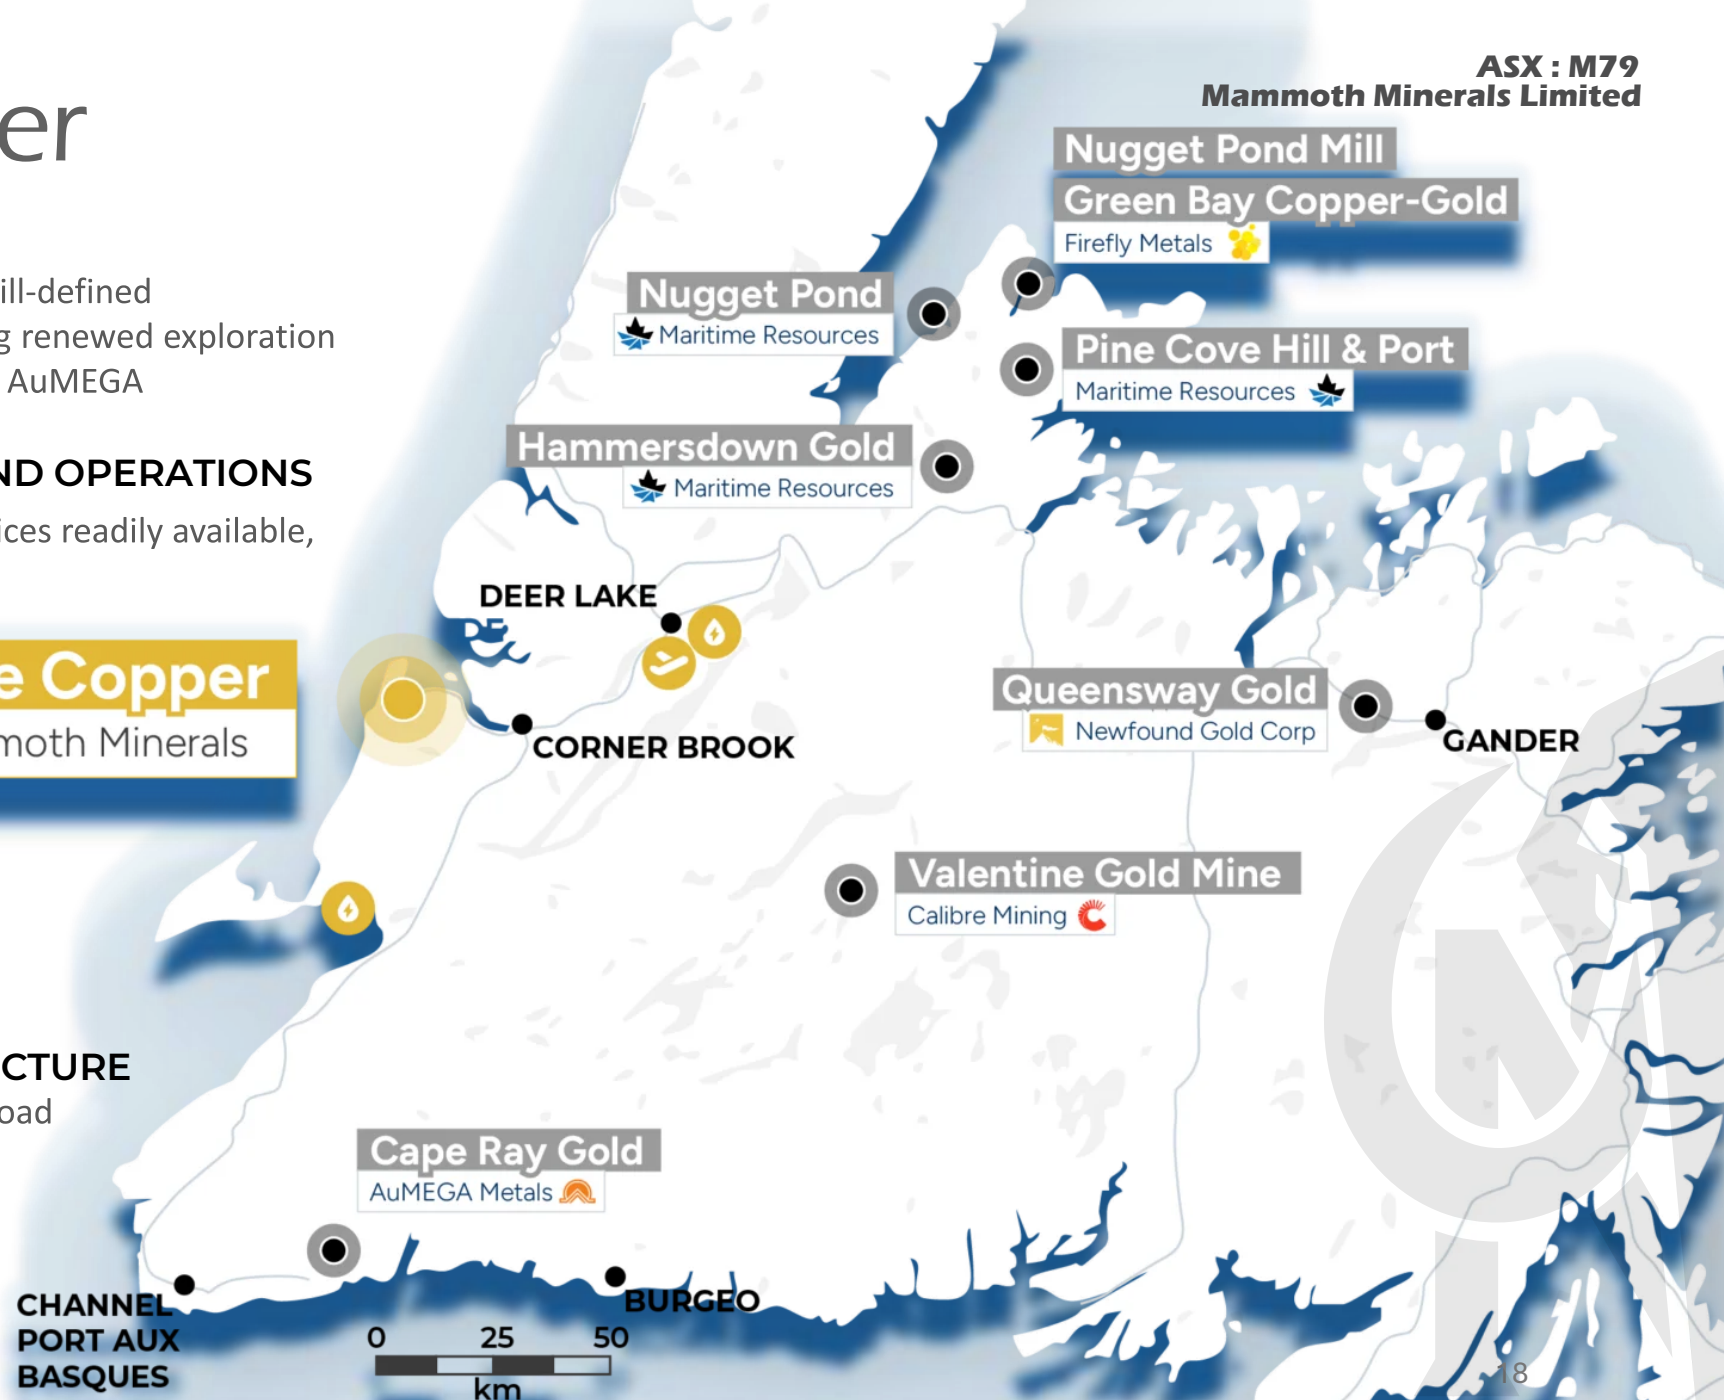 ASX : M79
Mammoth Minerals Limited
er
ill-defined
g renewed exploration
AuMEGA
ND OPERATIONS
ices readily available,
e Copper
moth Minerals
CTURE
oad
Nugget Pond Mill
Green Bay Copper-Gold
Firefly Metals
Nugget Pond
Maritime Resources
Pine Cove Hill & Port
Maritime Resources
Hammersdown Gold
Maritime Resources
DEER LAKE
DE
CORNER BROOK
Queensway Gold
Newfound Gold Corp
GANDER
Valentine Gold Mine
Calibre Mining
Cape Ray Gold
AuMEGA Metals
CHANNEL
PORT AUX
BASQUES
BURGEO
0 25 50
km
18